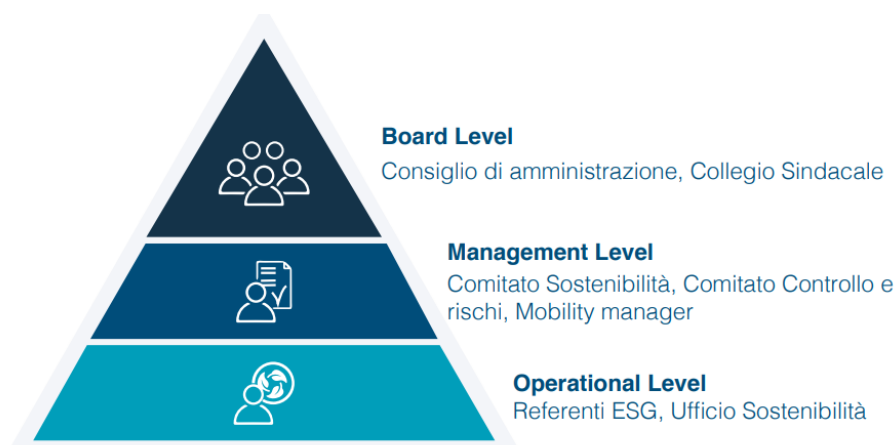 Board Level
Consiglio di amministrazione, Collegio Sindacale
Management Level
Comitato Sostenibilità, Comitato Controllo e
rischi, Mobility manager
Operational Level
Referenti ESG, Ufficio Sostenibilità